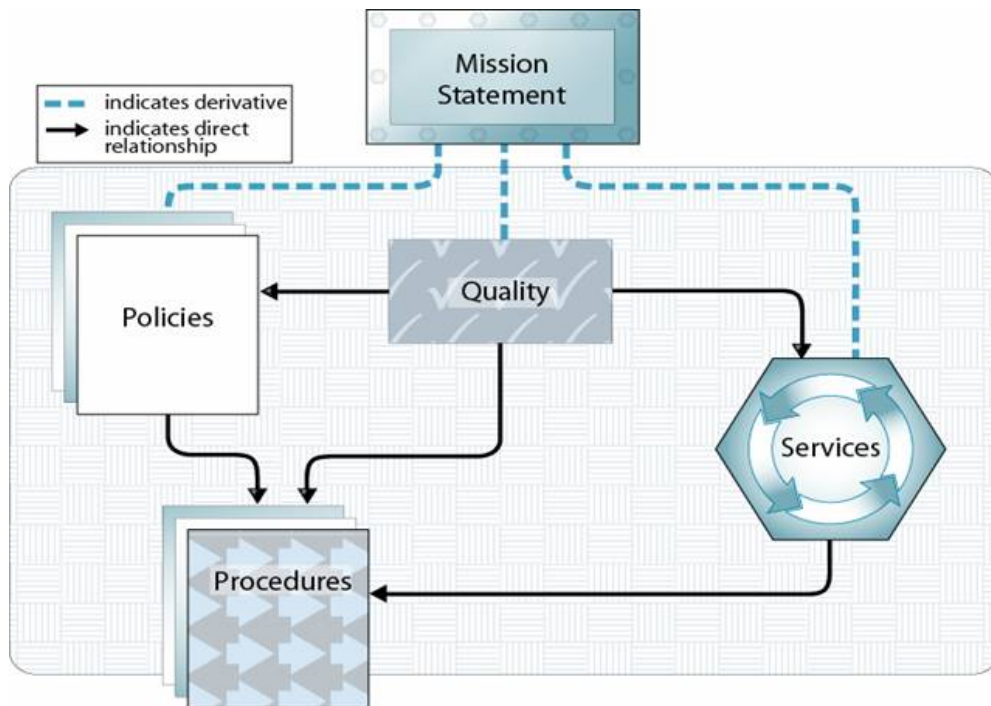 Mission
Statement
indicates derivative
indicates direct
relationship
Quality
Policies
Services
Procedures